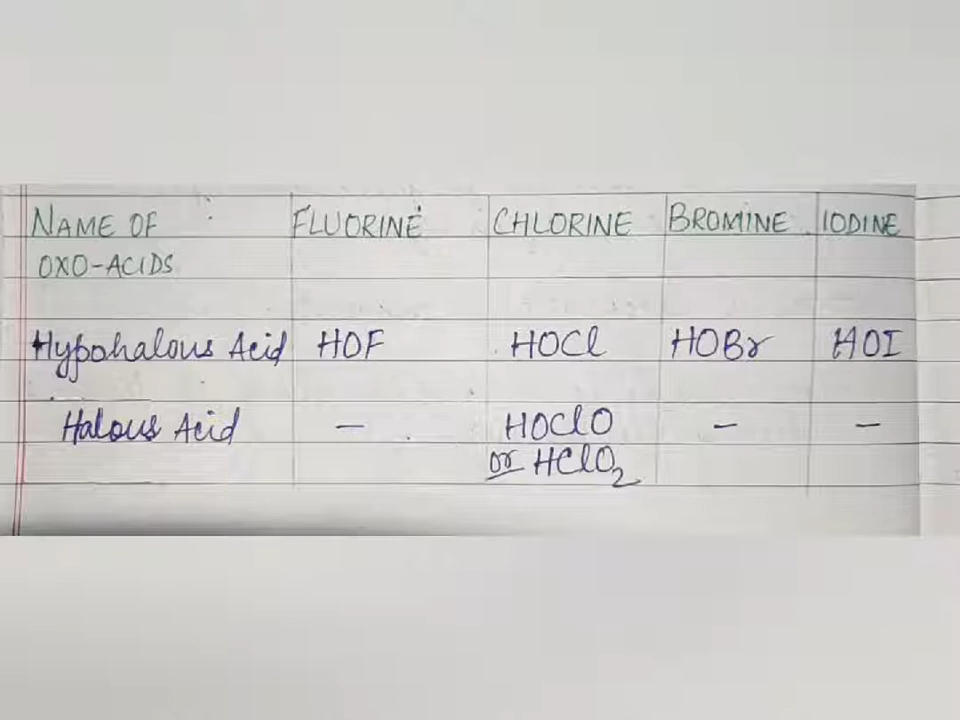 NAME OF FLUORINE CHLORINE BROMINE IODINE
OXO-ACIDS
Hypohalous Acid HOF HOCl HOBr HOI
Halous Acid — HOClO — —
or HClO₂